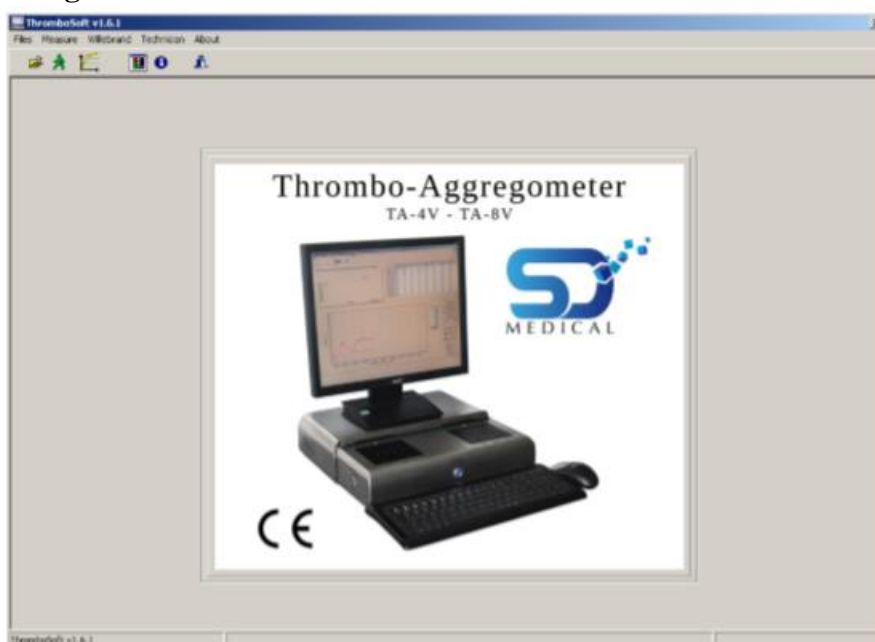 ThromboSoft v1.6.1
Files Measure Willebrand Technician About
Thrombo-Aggregometer
TA-4V - TA-8V
SD
MEDICAL
CE
ThromboSoft v1.6.1